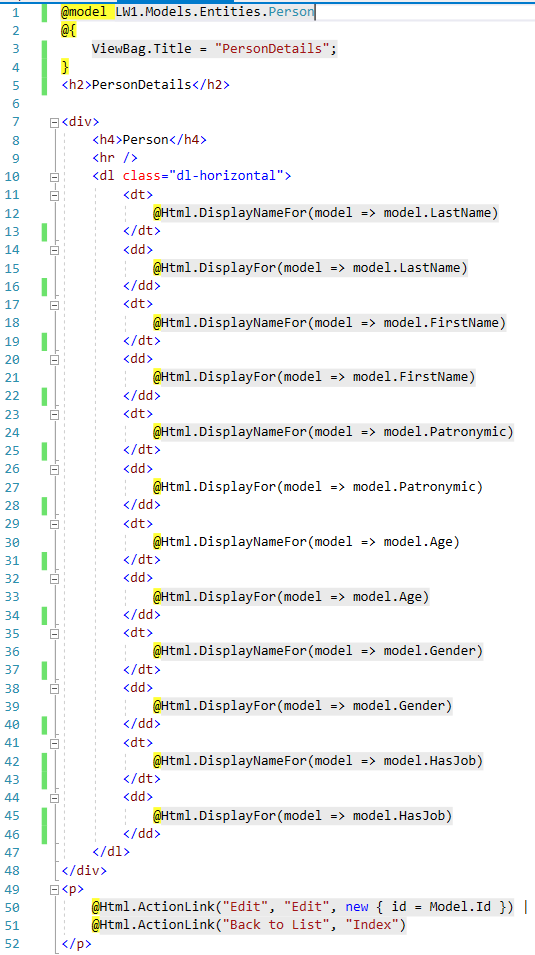 1 @model LW1.Models.Entities.Person
2 @{
3     ViewBag.Title = "PersonDetails";
4 }
5 <h2>PersonDetails</h2>
6
7 <div>
8     <h4>Person</h4>
9     <hr />
10     <dl class="dl-horizontal">
11         <dt>
12             @Html.DisplayNameFor(model => model.LastName)
13         </dt>
14         <dd>
15             @Html.DisplayFor(model => model.LastName)
16         </dd>
17         <dt>
18             @Html.DisplayNameFor(model => model.FirstName)
19         </dt>
20         <dd>
21             @Html.DisplayFor(model => model.FirstName)
22         </dd>
23         <dt>
24             @Html.DisplayNameFor(model => model.Patronymic)
25         </dt>
26         <dd>
27             @Html.DisplayFor(model => model.Patronymic)
28         </dd>
29         <dt>
30             @Html.DisplayNameFor(model => model.Age)
31         </dt>
32         <dd>
33             @Html.DisplayFor(model => model.Age)
34         </dd>
35         <dt>
36             @Html.DisplayNameFor(model => model.Gender)
37         </dt>
38         <dd>
39             @Html.DisplayFor(model => model.Gender)
40         </dd>
41         <dt>
42             @Html.DisplayNameFor(model => model.HasJob)
43         </dt>
44         <dd>
45             @Html.DisplayFor(model => model.HasJob)
46         </dd>
47     </dl>
48 </div>
49 <p>
50     @Html.ActionLink("Edit", "Edit", new { id = Model.Id }) |
51     @Html.ActionLink("Back to List", "Index")
52 </p>